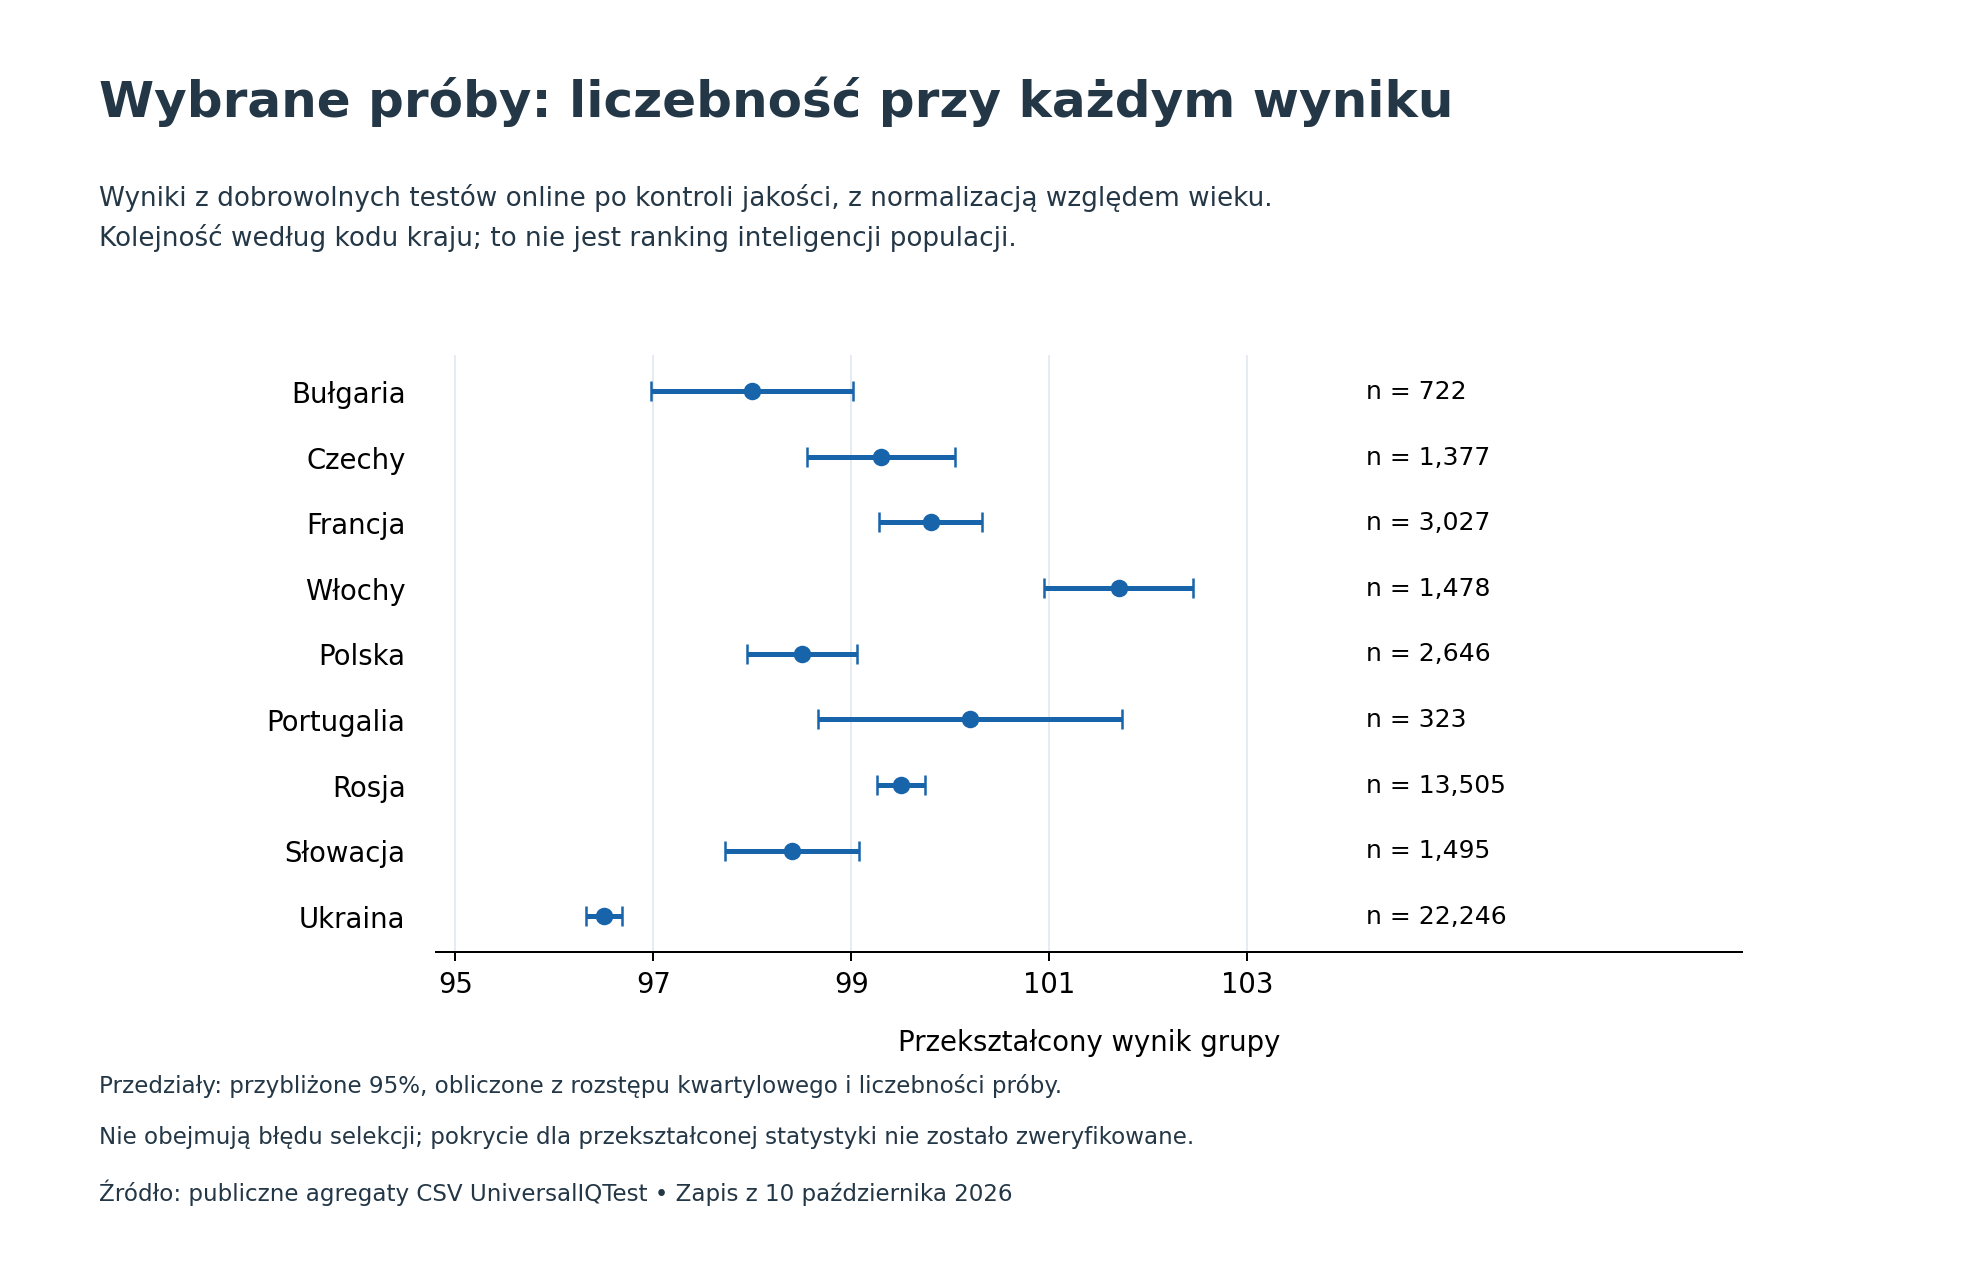 Wybrane próby: liczebność przy każdym wyniku
Wyniki z dobrowolnych testów online po kontroli jakości, z normalizacją względem wieku.
Kolejność według kodu kraju; to nie jest ranking inteligencji populacji.
Bułgaria n = 722
Czechy n = 1,377
Francja n = 3,027
Włochy n = 1,478
Polska n = 2,646
Portugalia n = 323
Rosja n = 13,505
Słowacja n = 1,495
Ukraina n = 22,246
95 97 99 101 103
Przekształcony wynik grupy
Przedziały: przybliżone 95%, obliczone z rozstępu kwartylowego i liczebności próby.
Nie obejmują błędu selekcji; pokrycie dla przekształconej statystyki nie zostało zweryfikowane.
Źródło: publiczne agregaty CSV UniversalIQTest • Zapis z 10 października 2026